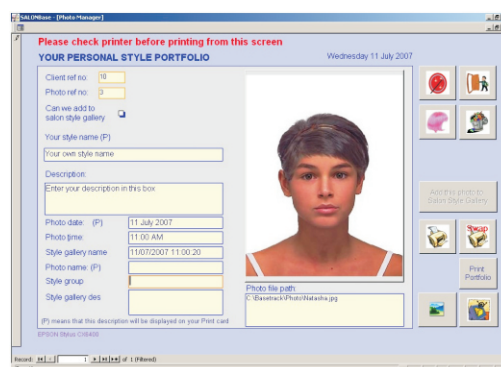 SALONBase - [Photo Manager]
Please check printer before printing from this screen
YOUR PERSONAL STYLE PORTFOLIO
Wednesday 11 July 2007
Client ref no: 10
Photo ref no: 3
Can we add to
salon style gallery
Your style name (P)
Your own style name
Description:
Enter your description in this box
Photo date: (P) 11 July 2007
Photo time: 11:00 AM
Style gallery name 11/07/2007 11:00:20
Photo name: (P)
Style group
Style gallery des
Photo file path:
C:\Basetrack\Photo\Natasha.jpg
(P) means that this description will be displayed on your Print card
Add this photo to
Salon Style Gallery
Swap
Print
Portfolio
Record: 1 of 1 (Filtered)